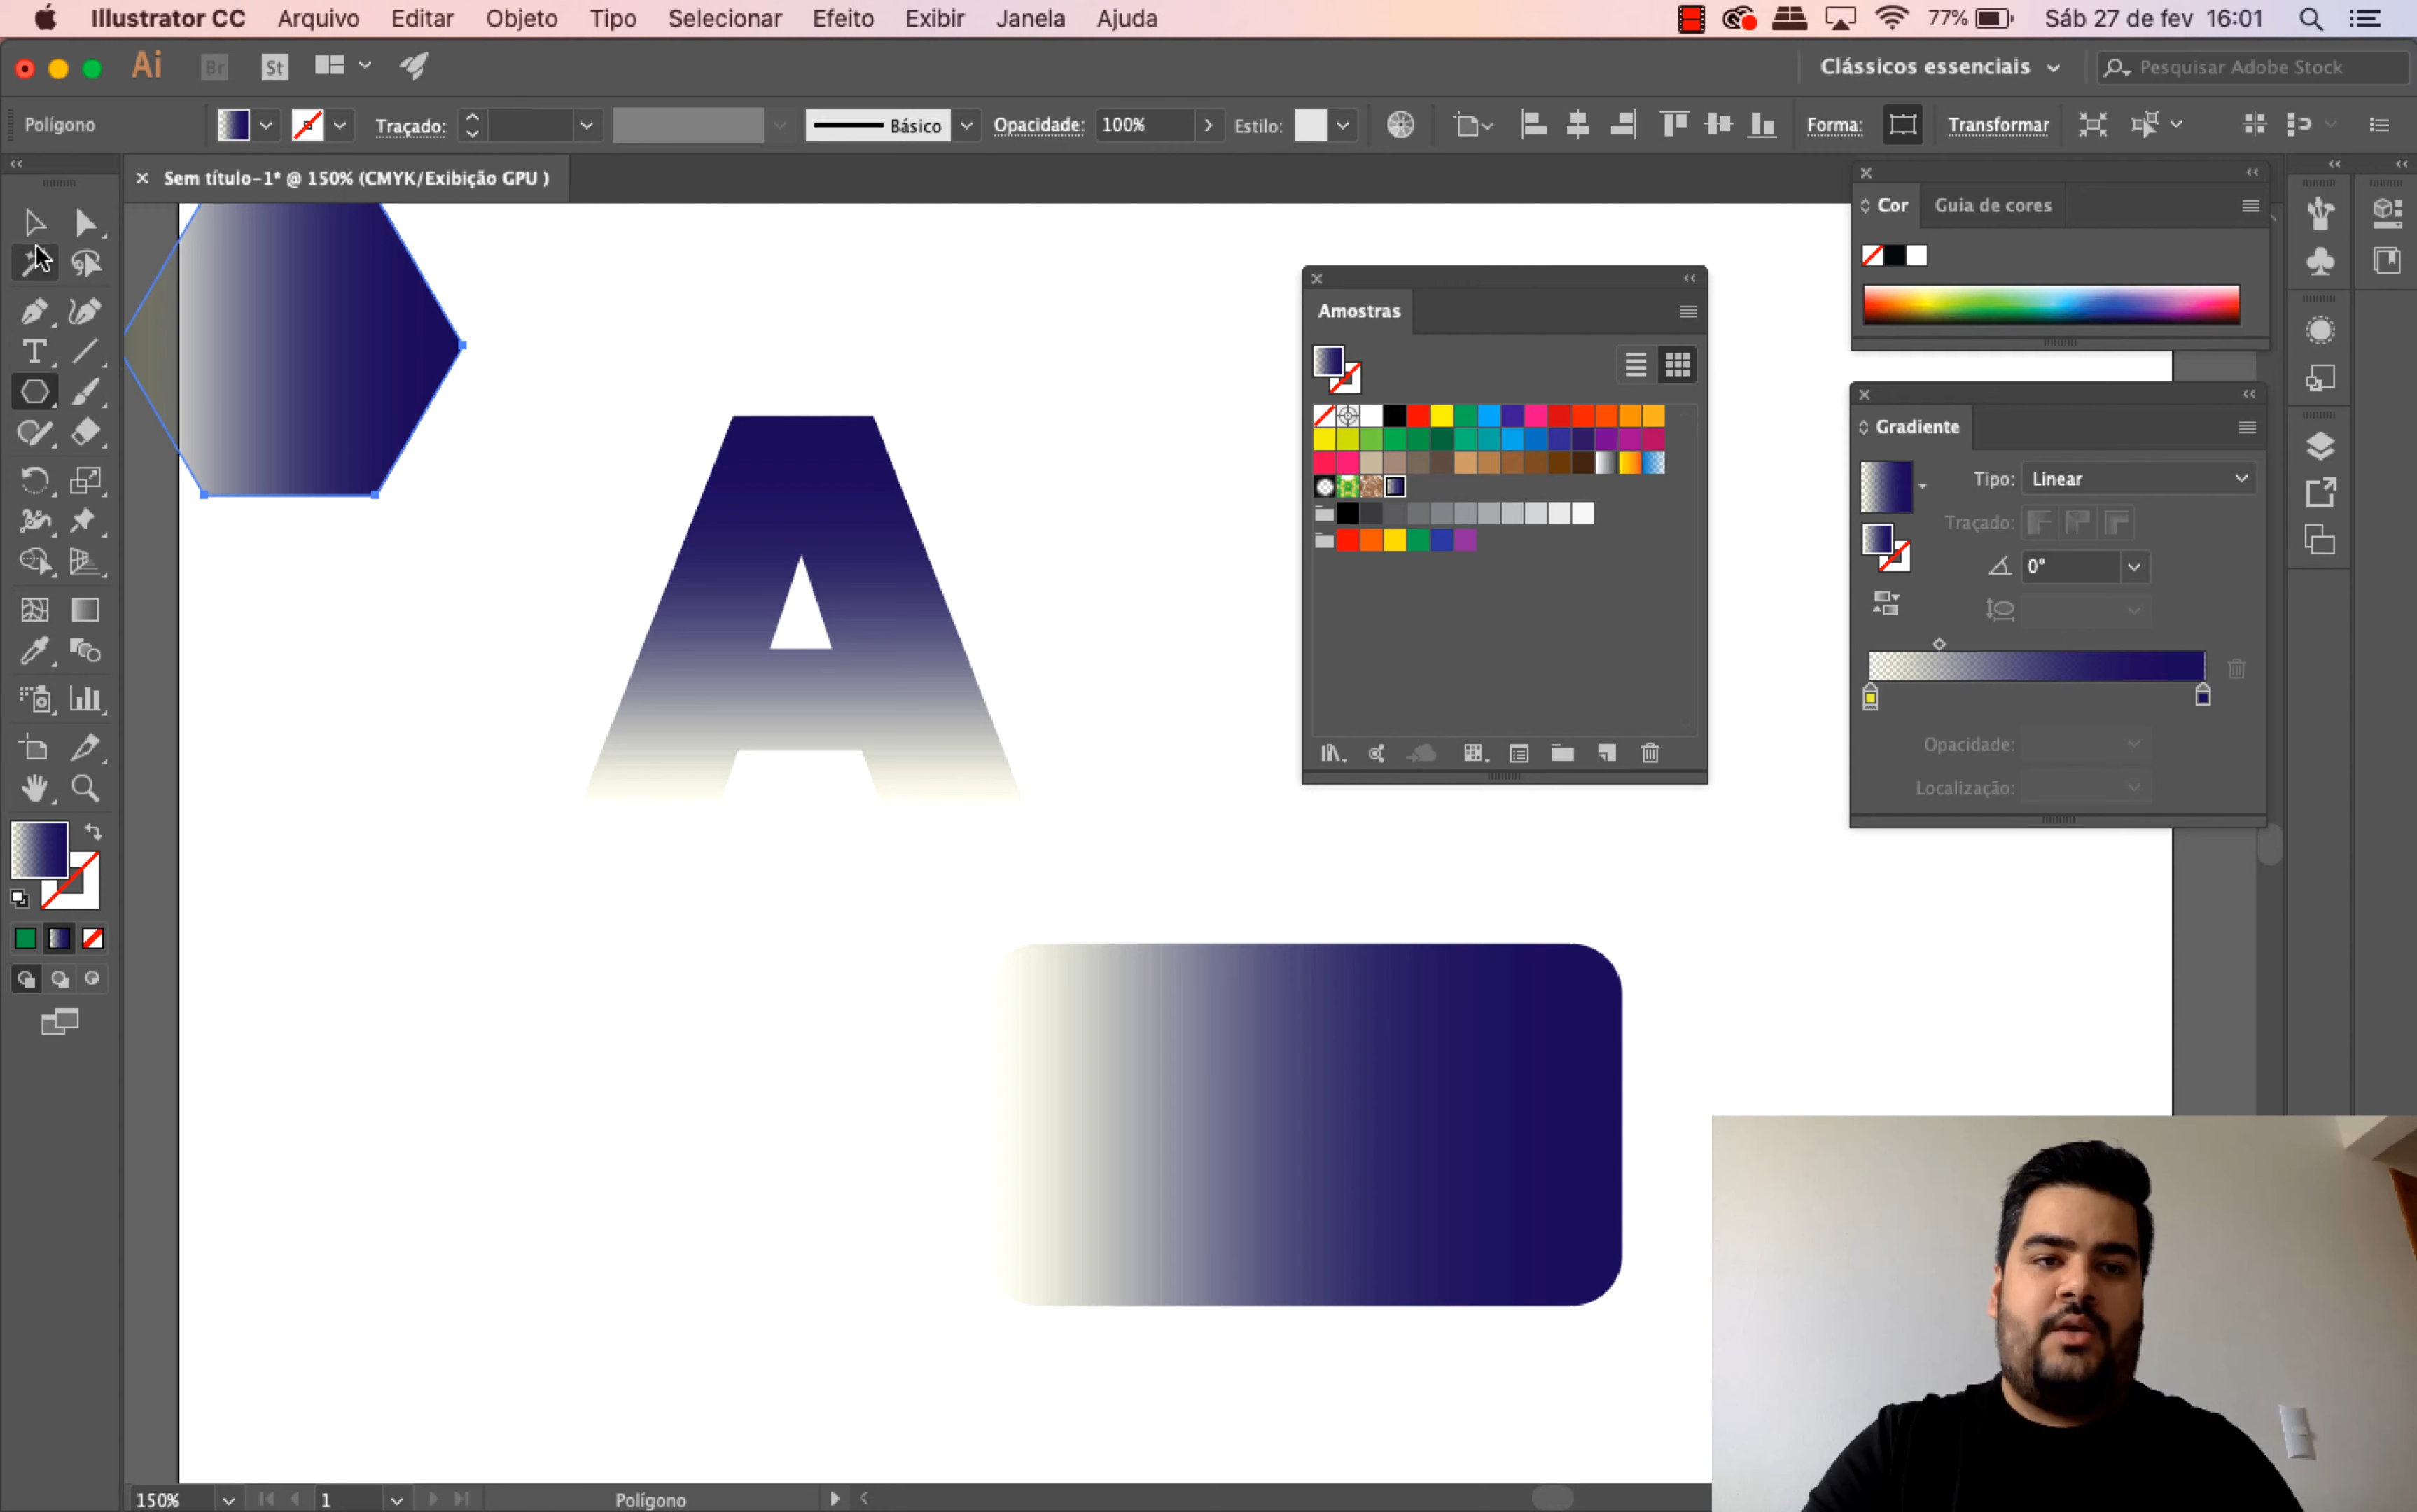 Illustrator CC Arquivo Editar Objeto Tipo Selecionar Efeito Exibir Janela Ajuda 77% Sáb 27 de fev 16:01
Ai Br St Clássicos essenciais Pesquisar Adobe Stock
Polígono Traçado: Básico Opacidade: 100% Estilo: Forma: Transformar
Sem título-1* @ 150% (CMYK/Exibição GPU )
Cor Guia de cores
Amostras
Gradiente
Tipo: Linear
Traçado:
0°
Opacidade:
Localização:
A
150% 1 Polígono